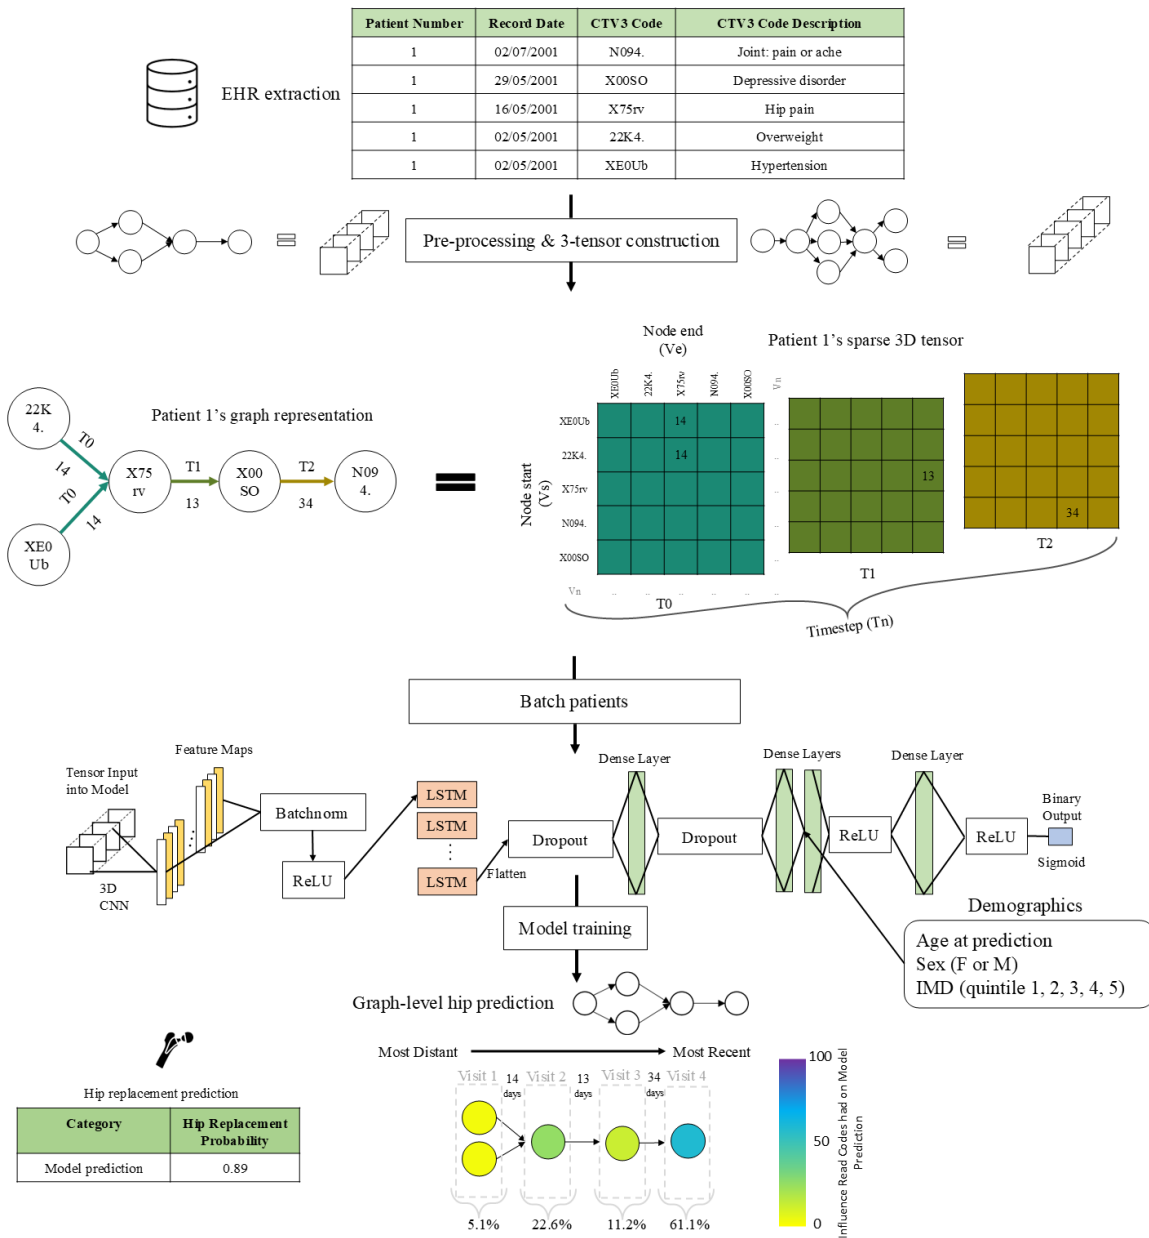 Patient Number Record Date CTV3 Code CTV3 Code Description
1 02/07/2001 N094. Joint: pain or ache
1 29/05/2001 X00SO Depressive disorder
1 16/05/2001 X75rv Hip pain
1 02/05/2001 22K4. Overweight
1 02/05/2001 XE0Ub Hypertension
EHR extraction
Pre-processing & 3-tensor construction
Node end
(Ve)
Patient 1's sparse 3D tensor
XE0Ub 22K4. X75rv N094. X00SO Vn
Node start
(Vs)
XE0Ub 14 ..
22K4. 14 ..
X75rv ..
N094. ..
X00SO ..
Vn .. .. .. .. .. ..
T0
13
T1
34
T2
Timestep (Tn)
Patient 1's graph representation
22K
4.
T0
14
XE0
Ub
T0
14
X75
rv
T1
13
X00
SO
T2
34
N09
4.
Batch patients
Tensor Input
into Model
3D
CNN
Feature Maps
Batchnorm
ReLU
LSTM
LSTM
LSTM
Flatten
Dropout
Dense Layer
Dropout
Dense Layers
ReLU
Dense Layer
ReLU
Binary
Output
Sigmoid
Demographics
Age at prediction
Sex (F or M)
IMD (quintile 1, 2, 3, 4, 5)
Model training
Graph-level hip prediction
Most Distant Most Recent
Visit 1 14 days Visit 2 13 days Visit 3 34 days Visit 4
5.1% 22.6% 11.2% 61.1%
100
50
0
Influence Read Codes had on Model
Prediction
Hip replacement prediction
Category Hip Replacement
Probability
Model prediction 0.89